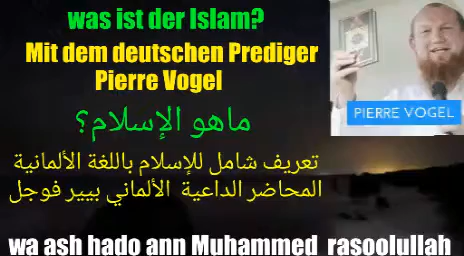 was ist der Islam?
Mit dem deutschen Prediger
Pierre Vogel
PIERRE VOGEL
ماهو الإسلام؟
تعريف شامل للإسلام باللغة الألمانية
المحاضر الداعية الألماني بيير فوجل
wa ash hado ann Muhammed rasoolullah